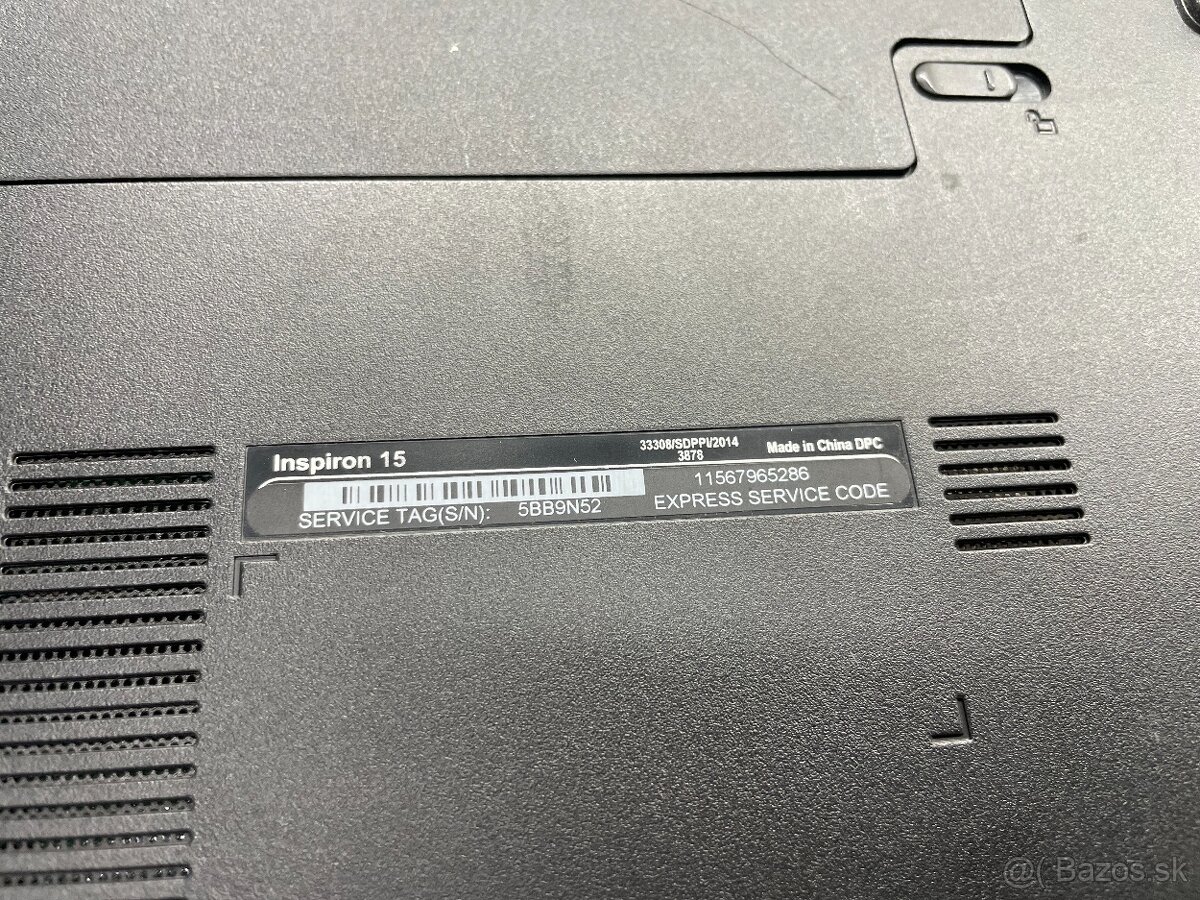 Inspiron 15
33308/SDPPI/2014
3878
Made in China DPC
11567965286
SERVICE TAG(S/N): 5BB9N52
EXPRESS SERVICE CODE
@( Bazos.sk